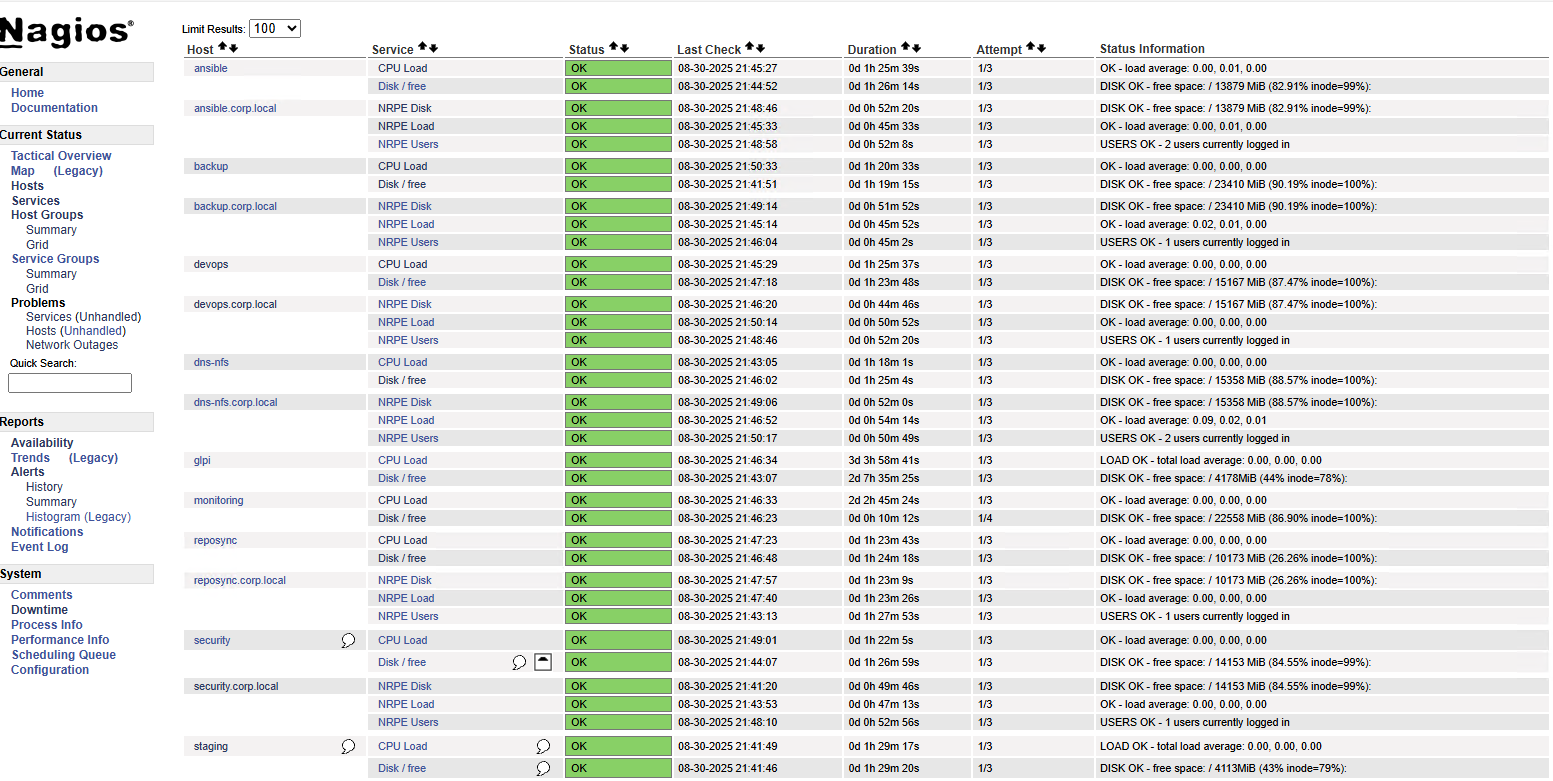 Nagios®
General
Home
Documentation
Current Status
Tactical Overview
Map (Legacy)
Hosts
Services
Host Groups
Summary
Grid
Service Groups
Summary
Grid
Problems
Services (Unhandled)
Hosts (Unhandled)
Network Outages
Quick Search:
Reports
Availability
Trends (Legacy)
Alerts
History
Summary
Histogram (Legacy)
Notifications
Event Log
System
Comments
Downtime
Process Info
Performance Info
Scheduling Queue
Configuration
Limit Results: 100
Host Service Status Last Check Duration Attempt Status Information
ansible CPU Load OK 08-30-2025 21:45:27 0d 1h 25m 39s 1/3 OK - load average: 0.00, 0.01, 0.00
Disk / free OK 08-30-2025 21:44:52 0d 1h 26m 14s 1/3 DISK OK - free space: / 13879 MiB (82.91% inode=99%):
ansible.corp.local NRPE Disk OK 08-30-2025 21:48:46 0d 0h 52m 20s 1/3 DISK OK - free space: / 13879 MiB (82.91% inode=99%):
NRPE Load OK 08-30-2025 21:45:33 0d 0h 45m 33s 1/3 OK - load average: 0.00, 0.01, 0.00
NRPE Users OK 08-30-2025 21:48:58 0d 0h 52m 8s 1/3 USERS OK - 2 users currently logged in
backup CPU Load OK 08-30-2025 21:50:33 0d 1h 20m 33s 1/3 OK - load average: 0.00, 0.00, 0.00
Disk / free OK 08-30-2025 21:41:51 0d 1h 19m 15s 1/3 DISK OK - free space: / 23410 MiB (90.19% inode=100%):
backup.corp.local NRPE Disk OK 08-30-2025 21:49:14 0d 0h 51m 52s 1/3 DISK OK - free space: / 23410 MiB (90.19% inode=100%):
NRPE Load OK 08-30-2025 21:45:14 0d 0h 45m 52s 1/3 OK - load average: 0.02, 0.01, 0.00
NRPE Users OK 08-30-2025 21:46:04 0d 0h 45m 2s 1/3 USERS OK - 1 users currently logged in
devops CPU Load OK 08-30-2025 21:45:29 0d 1h 25m 37s 1/3 OK - load average: 0.00, 0.00, 0.00
Disk / free OK 08-30-2025 21:47:18 0d 1h 23m 48s 1/3 DISK OK - free space: / 15167 MiB (87.47% inode=100%):
devops.corp.local NRPE Disk OK 08-30-2025 21:46:20 0d 0h 44m 46s 1/3 DISK OK - free space: / 15167 MiB (87.47% inode=100%):
NRPE Load OK 08-30-2025 21:50:14 0d 0h 50m 52s 1/3 OK - load average: 0.00, 0.00, 0.00
NRPE Users OK 08-30-2025 21:48:46 0d 0h 52m 20s 1/3 USERS OK - 1 users currently logged in
dns-nfs CPU Load OK 08-30-2025 21:43:05 0d 1h 18m 1s 1/3 OK - load average: 0.00, 0.00, 0.00
Disk / free OK 08-30-2025 21:46:02 0d 1h 25m 4s 1/3 DISK OK - free space: / 15358 MiB (88.57% inode=100%):
dns-nfs.corp.local NRPE Disk OK 08-30-2025 21:49:06 0d 0h 52m 0s 1/3 DISK OK - free space: / 15358 MiB (88.57% inode=100%):
NRPE Load OK 08-30-2025 21:46:52 0d 0h 54m 14s 1/3 OK - load average: 0.09, 0.02, 0.01
NRPE Users OK 08-30-2025 21:50:17 0d 0h 50m 49s 1/3 USERS OK - 2 users currently logged in
glpi CPU Load OK 08-30-2025 21:46:34 3d 3h 58m 41s 1/3 LOAD OK - total load average: 0.00, 0.00, 0.00
Disk / free OK 08-30-2025 21:43:07 2d 7h 35m 25s 1/3 DISK OK - free space: / 4178MiB (44% inode=78%):
monitoring CPU Load OK 08-30-2025 21:46:33 2d 2h 45m 24s 1/3 OK - load average: 0.00, 0.00, 0.00
Disk / free OK 08-30-2025 21:46:23 0d 0h 10m 12s 1/4 DISK OK - free space: / 22558 MiB (86.90% inode=100%):
reposync CPU Load OK 08-30-2025 21:47:23 0d 1h 23m 43s 1/3 OK - load average: 0.00, 0.00, 0.00
Disk / free OK 08-30-2025 21:46:48 0d 1h 24m 18s 1/3 DISK OK - free space: / 10173 MiB (26.26% inode=100%):
reposync.corp.local NRPE Disk OK 08-30-2025 21:47:57 0d 1h 23m 9s 1/3 DISK OK - free space: / 10173 MiB (26.26% inode=100%):
NRPE Load OK 08-30-2025 21:47:40 0d 1h 23m 26s 1/3 OK - load average: 0.00, 0.00, 0.00
NRPE Users OK 08-30-2025 21:43:13 0d 1h 27m 53s 1/3 USERS OK - 1 users currently logged in
security CPU Load OK 08-30-2025 21:49:01 0d 1h 22m 5s 1/3 OK - load average: 0.00, 0.00, 0.00
Disk / free OK 08-30-2025 21:44:07 0d 1h 26m 59s 1/3 DISK OK - free space: / 14153 MiB (84.55% inode=99%):
security.corp.local NRPE Disk OK 08-30-2025 21:41:20 0d 0h 49m 46s 1/3 DISK OK - free space: / 14153 MiB (84.55% inode=99%):
NRPE Load OK 08-30-2025 21:43:53 0d 0h 47m 13s 1/3 OK - load average: 0.00, 0.00, 0.00
NRPE Users OK 08-30-2025 21:48:10 0d 0h 52m 56s 1/3 USERS OK - 1 users currently logged in
staging CPU Load OK 08-30-2025 21:41:49 0d 1h 29m 17s 1/3 LOAD OK - total load average: 0.00, 0.00, 0.00
Disk / free OK 08-30-2025 21:41:46 0d 1h 29m 20s 1/3 DISK OK - free space: / 4113MiB (43% inode=79%):